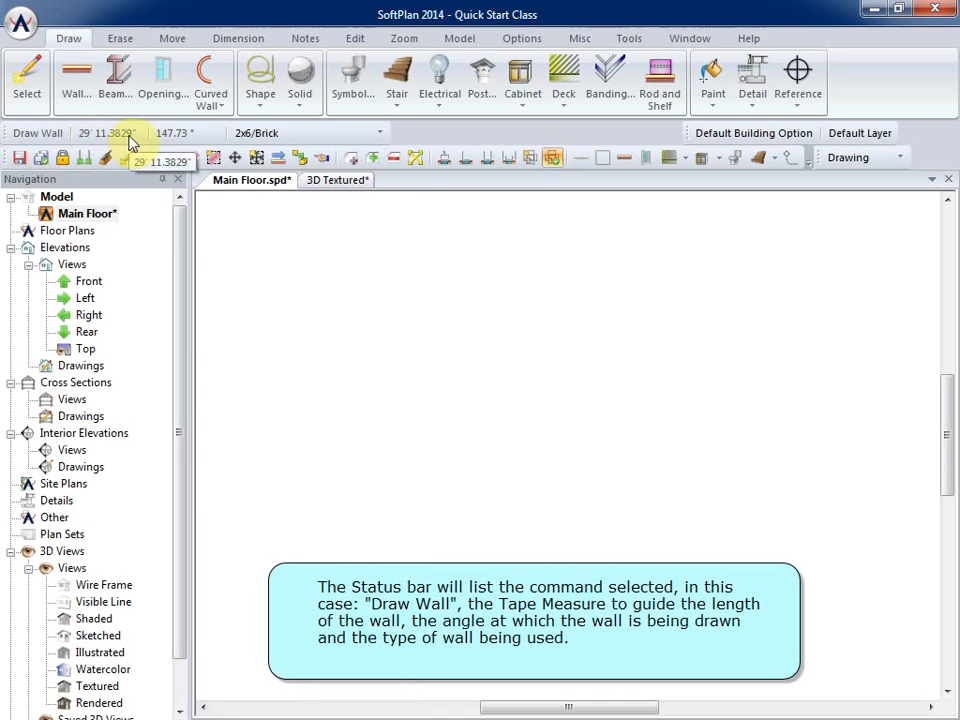 SoftPlan 2014 - Quick Start Class
Draw Erase Move Dimension Notes Edit Zoom Model Options Misc Tools Window Help
Select Wall... Beam... Opening... Curved Wall Shape Solid Symbol... Stair Electrical Post... Cabinet Deck Banding... Rod and Shelf Paint Detail Reference
Draw Wall 29' 11.3829" 147.73 ° 2x6/Brick Default Building Option Default Layer
29' 11.3829"
Drawing
Navigation
Main Floor.spd* 3D Textured*
Model
Main Floor*
Floor Plans
Elevations
Views
Front
Left
Right
Rear
Top
Drawings
Cross Sections
Views
Drawings
Interior Elevations
Views
Drawings
Site Plans
Details
Other
Plan Sets
3D Views
Views
Wire Frame
Visible Line
Shaded
Sketched
Illustrated
Watercolor
Textured
Rendered
Saved 3D Views
The Status bar will list the command selected, in this
case: "Draw Wall", the Tape Measure to guide the length
of the wall, the angle at which the wall is being drawn
and the type of wall being used.